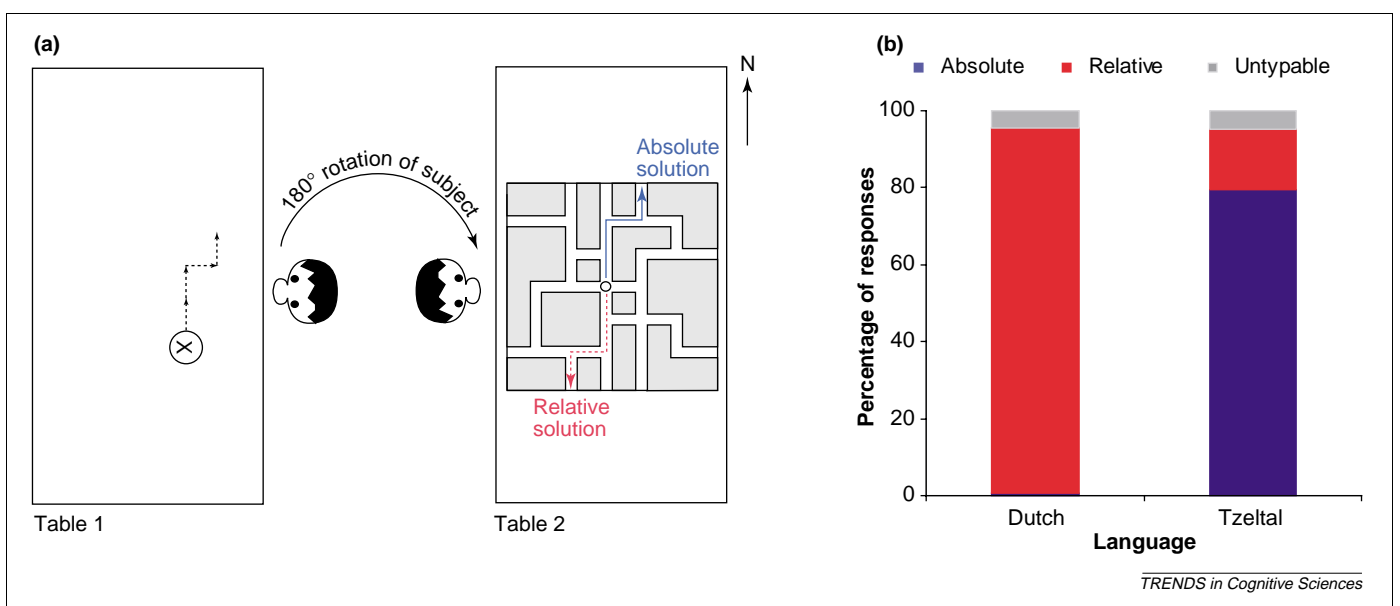 (a)
Table 1
X
180° rotation of subject
N
Absolute
solution
Relative
solution
Table 2
(b)
Absolute Relative Untypable
Percentage of responses
100
80
60
40
20
0
Dutch Tzeltal
Language
TRENDS in Cognitive Sciences